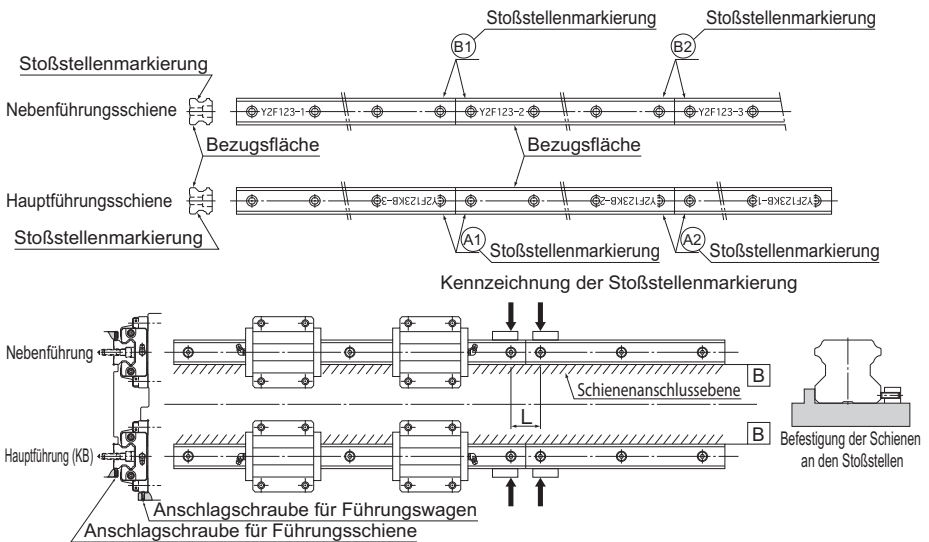 Stoßstellenmarkierung
Stoßstellenmarkierung
B1
B2
Stoßstellenmarkierung
Nebenführungsschiene
Y2F123-1
Y2F123-2
Y2F123-3
Bezugsfläche
Bezugsfläche
Hauptführungsschiene
Y2F123KB-3
Y2F123KB-2
Y2F123KB-1
Stoßstellenmarkierung
A1
Stoßstellenmarkierung
A2
Stoßstellenmarkierung
Kennzeichnung der Stoßstellenmarkierung
Nebenführung
B
Schienenanschlussebene
L
B
Hauptführung (KB)
Befestigung der Schienen
an den Stoßstellen
Anschlagschraube für Führungswagen
Anschlagschraube für Führungsschiene